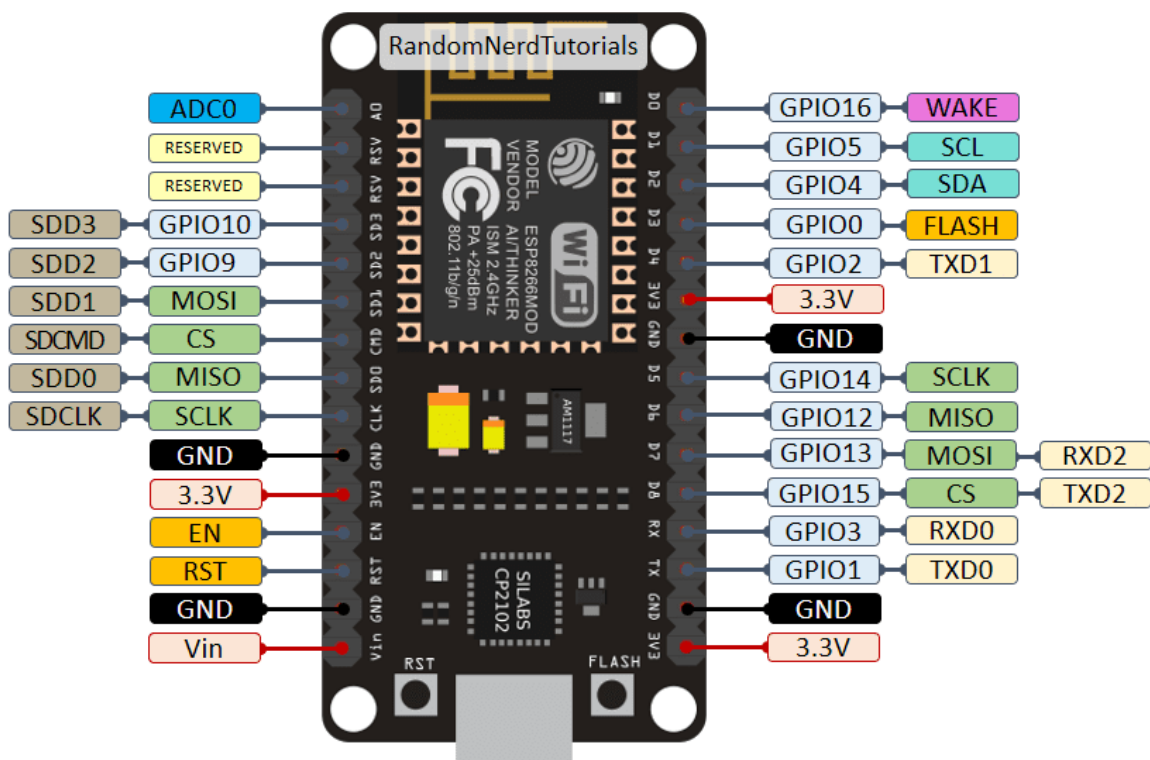 RandomNerdTutorials
ADC0
RESERVED
RESERVED
SDD3 GPIO10
SDD2 GPIO9
SDD1 MOSI
SDCMD CS
SDD0 MISO
SDCLK SCLK
GND
3.3V
EN
RST
GND
Vin
A0
RSV
RSV
SD3
SD2
SD1
CMD
SD0
CLK
GND
3V3
EN
RST
GND
Vin
MODEL ESP8266MOD
VENDOR AI/THINKER
ISM 2.4GHz
PA +25dBm
802.11b/g/n
FC
Wi Fi
AM1117
SILABS
CP2102
RST
FLASH
D0
D1
D2
D3
D4
3V3
GND
D5
D6
D7
D8
RX
TX
GND
3V3
GPIO16 WAKE
GPIO5 SCL
GPIO4 SDA
GPIO0 FLASH
GPIO2 TXD1
3.3V
GND
GPIO14 SCLK
GPIO12 MISO
GPIO13 MOSI RXD2
GPIO15 CS TXD2
GPIO3 RXD0
GPIO1 TXD0
GND
3.3V